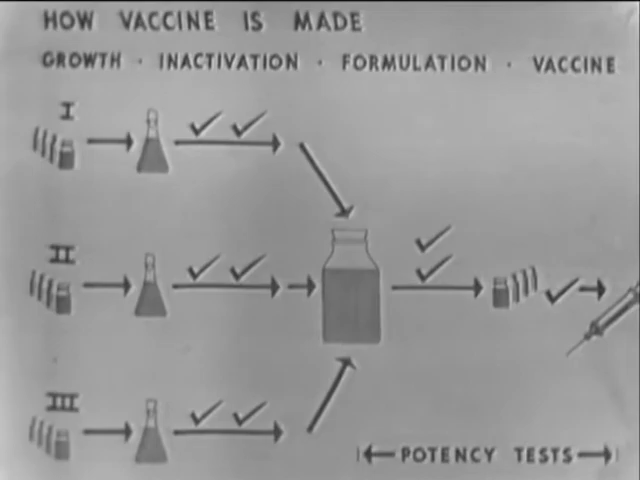 HOW VACCINE IS MADE
GROWTH · INACTIVATION · FORMULATION · VACCINE
I
II
III
POTENCY TESTS